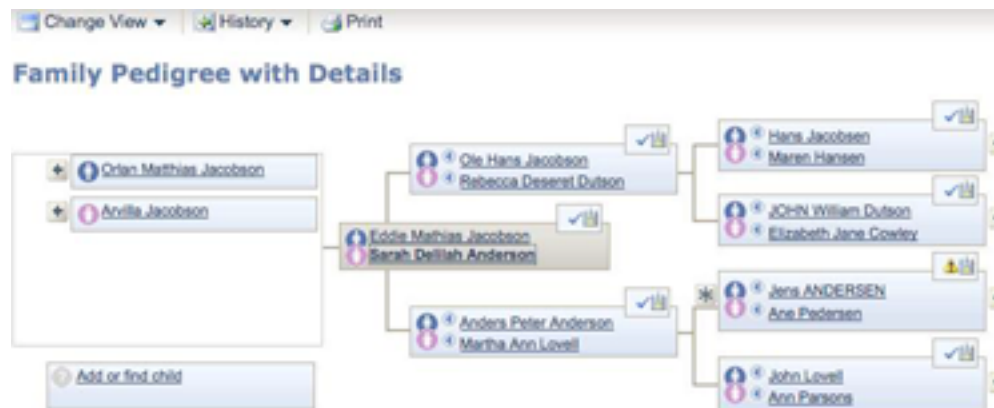 Change View History Print
Family Pedigree with Details
Orlan Matthias Jacobson
Arvilla Jacobson
Add or find child
Eddie Mathias Jacobson
Sarah Delilah Anderson
Ole Hans Jacobson
Rebecca Deseret Dutson
Anders Peter Anderson
Martha Ann Lovell
Hans Jacobsen
Maren Hansen
JOHN William Dutson
Elizabeth Jane Cowley
Jens ANDERSEN
Ane Pedersen
John Lovell
Ann Parsons